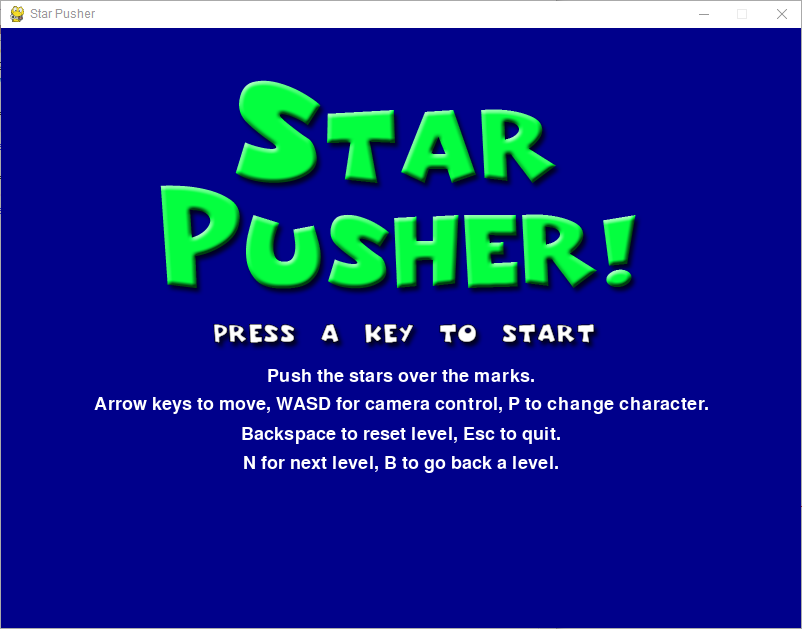 Star Pusher
STAR
PUSHER!
PRESS A KEY TO START
Push the stars over the marks.
Arrow keys to move, WASD for camera control, P to change character.
Backspace to reset level, Esc to quit.
N for next level, B to go back a level.